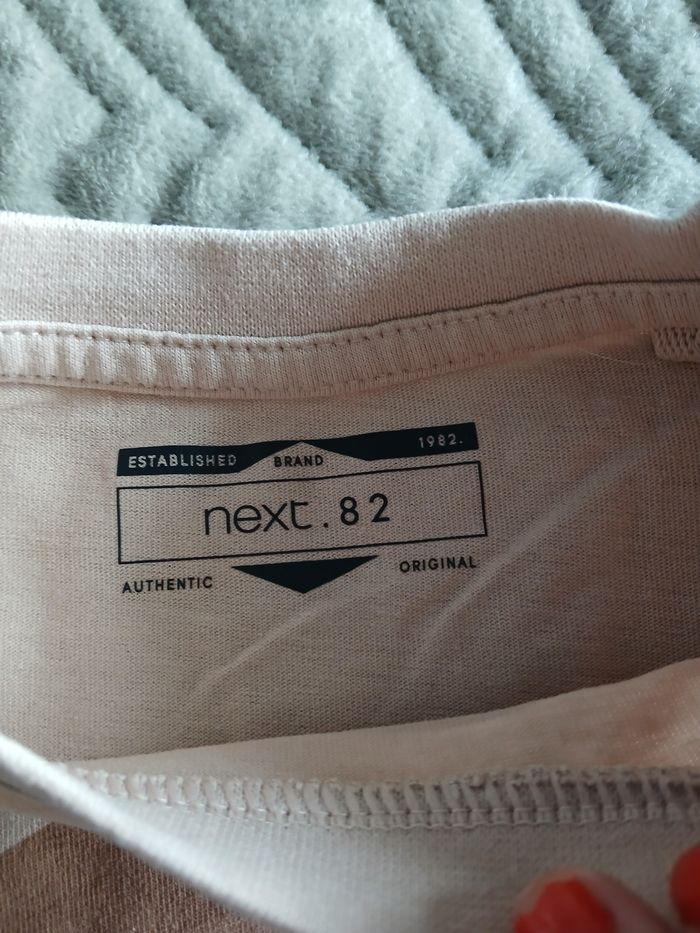 ESTABLISHED BRAND 1982.
next.82
AUTHENTIC ORIGINAL